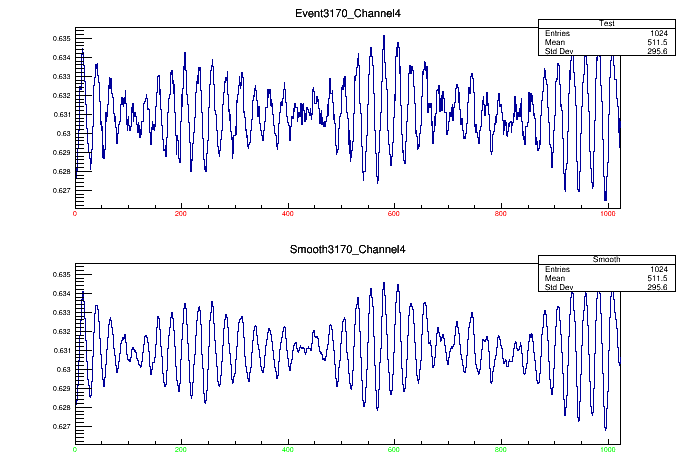 Event3170_Channel4
Test
Entries 1024
Mean 511.5
Std Dev 295.6
0.635
0.634
0.633
0.632
0.631
0.63
0.629
0.628
0.627
0 200 400 600 800 1000
Smooth3170_Channel4
Smooth
Entries 1024
Mean 511.5
Std Dev 295.6
0.635
0.634
0.633
0.632
0.631
0.63
0.629
0.628
0.627
0 200 400 600 800 1000